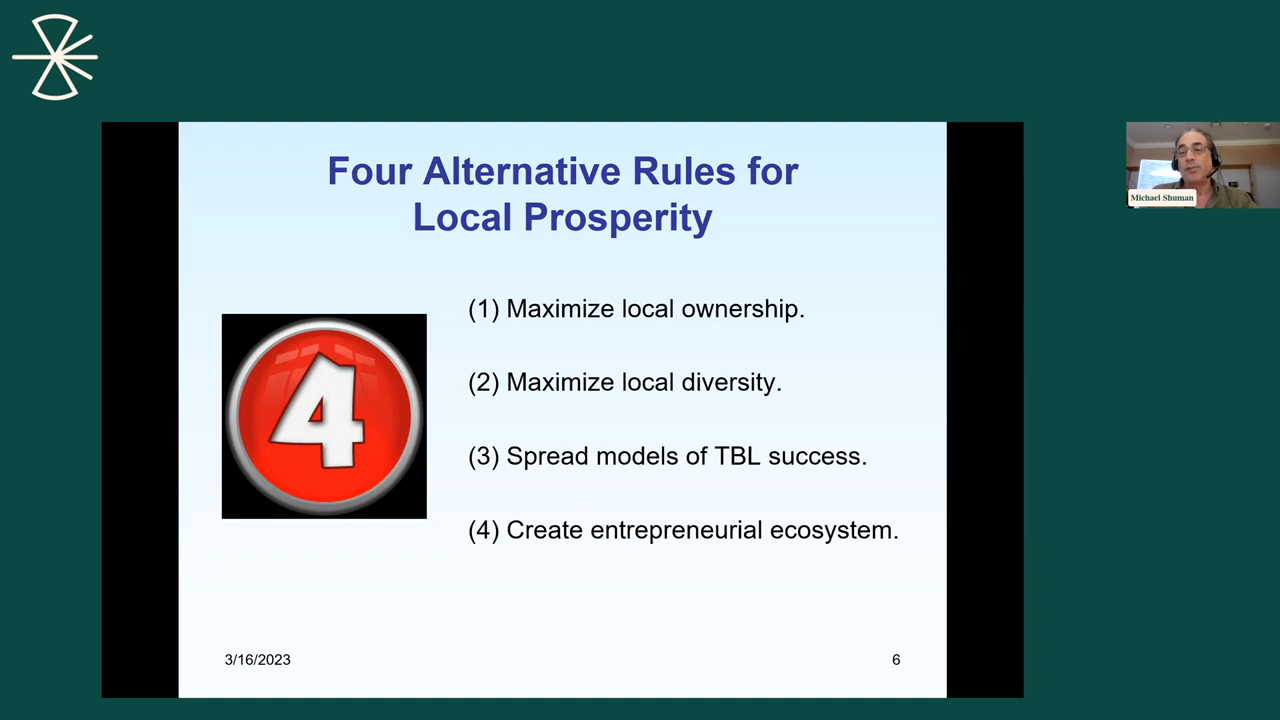 Four Alternative Rules for
Local Prosperity
4
(1) Maximize local ownership.
(2) Maximize local diversity.
(3) Spread models of TBL success.
(4) Create entrepreneurial ecosystem.
3/16/2023
6
Michael Shuman